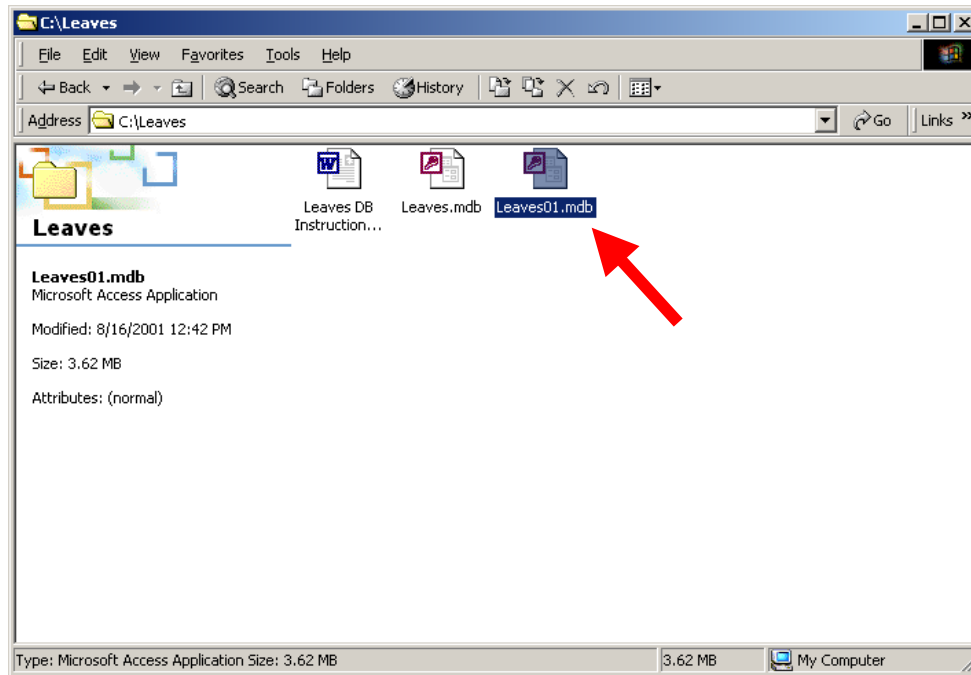 C:\Leaves
File Edit View Favorites Tools Help
Back Search Folders History
Address C:\Leaves Go Links »
Leaves DB
Instruction...
Leaves.mdb
Leaves01.mdb
Leaves
Leaves01.mdb
Microsoft Access Application
Modified: 8/16/2001 12:42 PM
Size: 3.62 MB
Attributes: (normal)
Type: Microsoft Access Application Size: 3.62 MB 3.62 MB My Computer